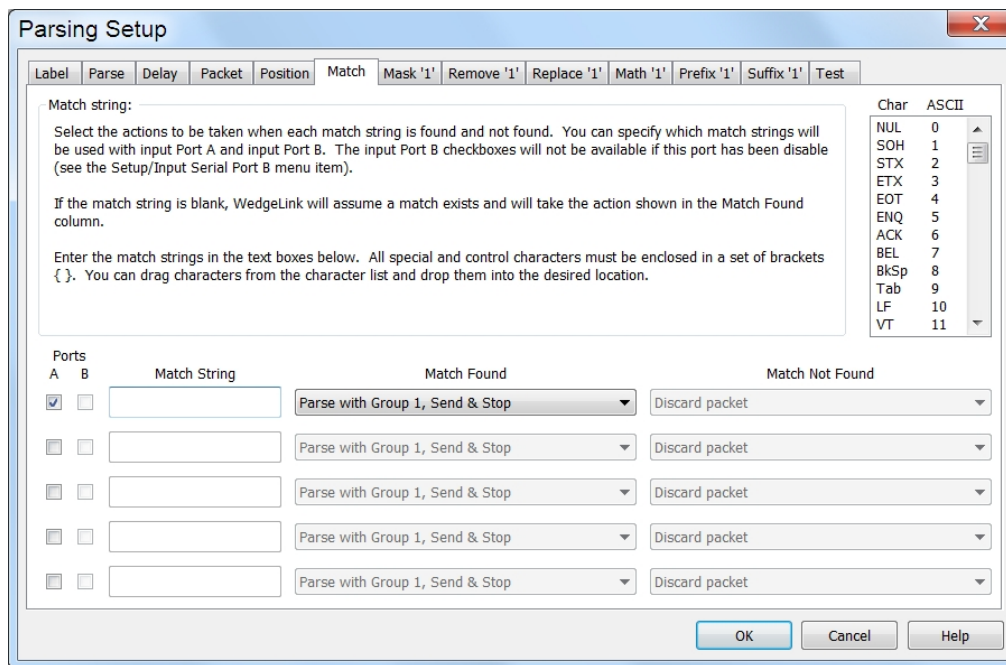 Parsing Setup
X
Label Parse Delay Packet Position Match Mask '1' Remove '1' Replace '1' Math '1' Prefix '1' Suffix '1' Test
Match string:
Select the actions to be taken when each match string is found and not found. You can specify which match strings will
be used with input Port A and input Port B. The input Port B checkboxes will not be available if this port has been disable
(see the Setup/Input Serial Port B menu item).
If the match string is blank, WedgeLink will assume a match exists and will take the action shown in the Match Found
column.
Enter the match strings in the text boxes below. All special and control characters must be enclosed in a set of brackets
{ }. You can drag characters from the character list and drop them into the desired location.
Char ASCII
NUL 0
SOH 1
STX 2
ETX 3
EOT 4
ENQ 5
ACK 6
BEL 7
BkSp 8
Tab 9
LF 10
VT 11
Ports
A B Match String Match Found Match Not Found
Parse with Group 1, Send & Stop Discard packet
Parse with Group 1, Send & Stop Discard packet
Parse with Group 1, Send & Stop Discard packet
Parse with Group 1, Send & Stop Discard packet
Parse with Group 1, Send & Stop Discard packet
OK Cancel Help